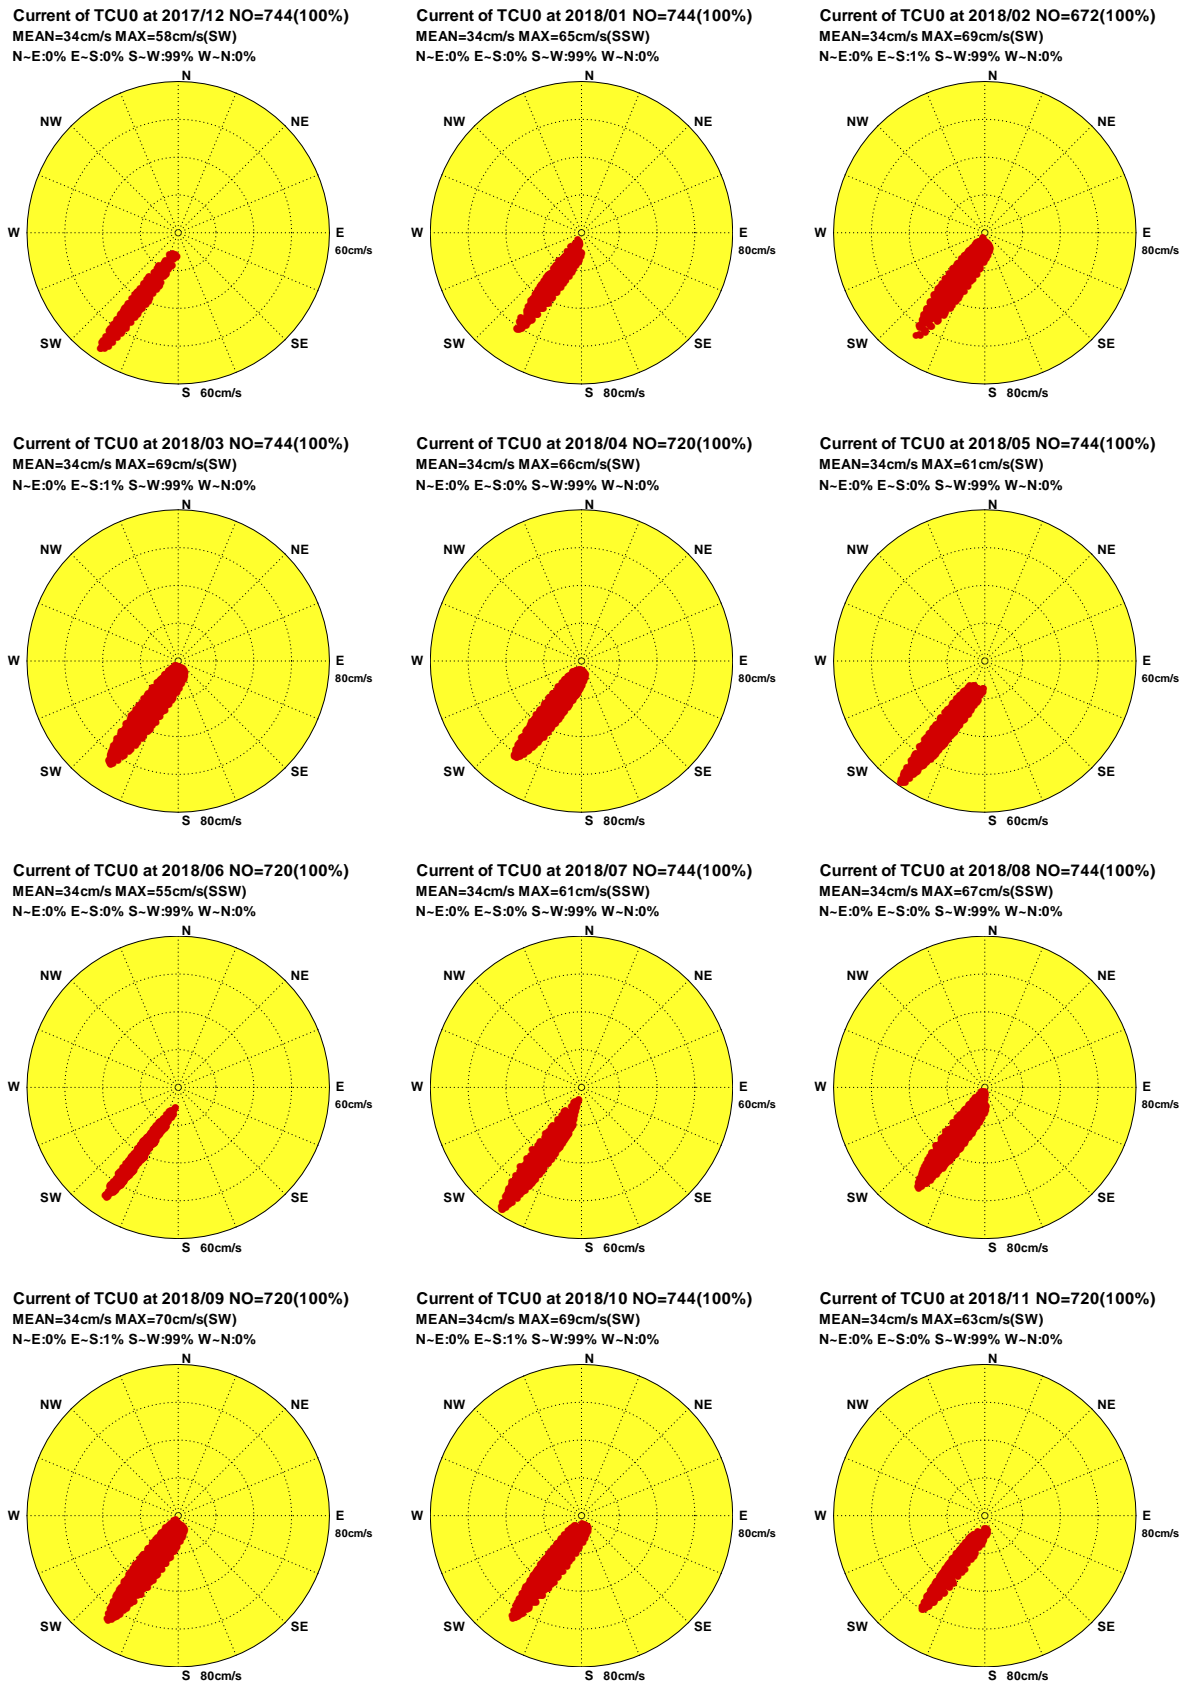 Current of TCU0 at 2017/12 NO=744(100%)
MEAN=34cm/s MAX=58cm/s(SW)
N~E:0% E~S:0% S~W:99% W~N:0%
N
NW
NE
W
E
60cm/s
SW
SE
S 60cm/s
Current of TCU0 at 2018/01 NO=744(100%)
MEAN=34cm/s MAX=65cm/s(SSW)
N~E:0% E~S:0% S~W:99% W~N:0%
N
NW
NE
W
E
80cm/s
SW
SE
S 80cm/s
Current of TCU0 at 2018/02 NO=672(100%)
MEAN=34cm/s MAX=69cm/s(SW)
N~E:0% E~S:1% S~W:99% W~N:0%
N
NW
NE
W
E
80cm/s
SW
SE
S 80cm/s
Current of TCU0 at 2018/03 NO=744(100%)
MEAN=34cm/s MAX=69cm/s(SW)
N~E:0% E~S:1% S~W:99% W~N:0%
N
NW
NE
W
E
80cm/s
SW
SE
S 80cm/s
Current of TCU0 at 2018/04 NO=720(100%)
MEAN=34cm/s MAX=66cm/s(SW)
N~E:0% E~S:0% S~W:99% W~N:0%
N
NW
NE
W
E
80cm/s
SW
SE
S 80cm/s
Current of TCU0 at 2018/05 NO=744(100%)
MEAN=34cm/s MAX=61cm/s(SW)
N~E:0% E~S:0% S~W:99% W~N:0%
N
NW
NE
W
E
60cm/s
SW
SE
S 60cm/s
Current of TCU0 at 2018/06 NO=720(100%)
MEAN=34cm/s MAX=55cm/s(SSW)
N~E:0% E~S:0% S~W:99% W~N:0%
N
NW
NE
W
E
60cm/s
SW
SE
S 60cm/s
Current of TCU0 at 2018/07 NO=744(100%)
MEAN=34cm/s MAX=61cm/s(SSW)
N~E:0% E~S:0% S~W:99% W~N:0%
N
NW
NE
W
E
60cm/s
SW
SE
S 60cm/s
Current of TCU0 at 2018/08 NO=744(100%)
MEAN=34cm/s MAX=67cm/s(SSW)
N~E:0% E~S:0% S~W:99% W~N:0%
N
NW
NE
W
E
80cm/s
SW
SE
S 80cm/s
Current of TCU0 at 2018/09 NO=720(100%)
MEAN=34cm/s MAX=70cm/s(SW)
N~E:0% E~S:1% S~W:99% W~N:0%
N
NW
NE
W
E
80cm/s
SW
SE
S 80cm/s
Current of TCU0 at 2018/10 NO=744(100%)
MEAN=34cm/s MAX=69cm/s(SW)
N~E:0% E~S:1% S~W:99% W~N:0%
N
NW
NE
W
E
80cm/s
SW
SE
S 80cm/s
Current of TCU0 at 2018/11 NO=720(100%)
MEAN=34cm/s MAX=63cm/s(SW)
N~E:0% E~S:0% S~W:99% W~N:0%
N
NW
NE
W
E
80cm/s
SW
SE
S 80cm/s